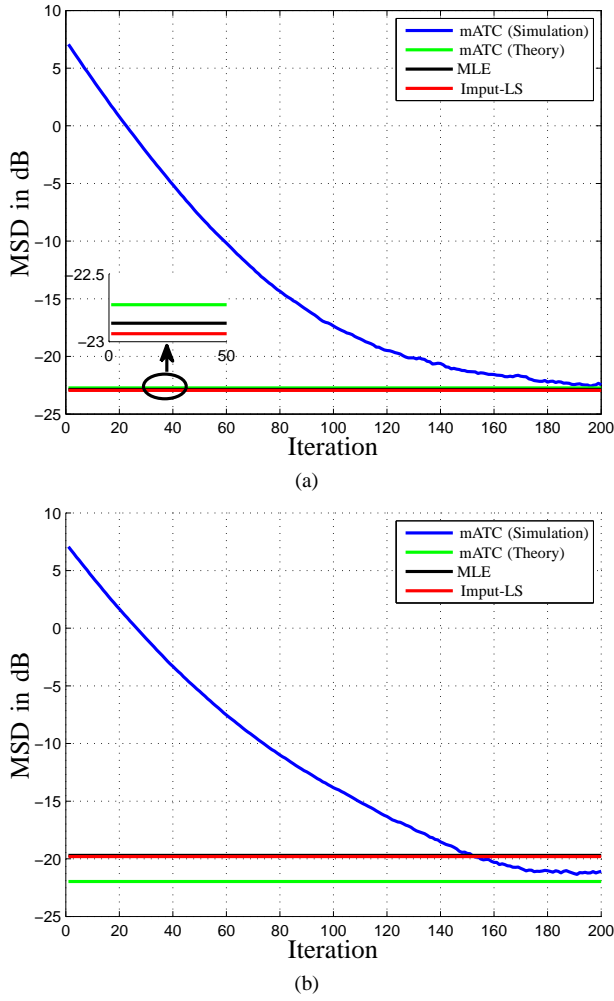 10
5
0
−5
−10
−15
−20
−25
MSD in dB
mATC (Simulation)
mATC (Theory)
MLE
Imput-LS
−22.5
−23
0
50
0 20 40 60 80 100 120 140 160 180 200
Iteration
(a)
10
5
0
−5
−10
−15
−20
−25
MSD in dB
mATC (Simulation)
mATC (Theory)
MLE
Imput-LS
0 20 40 60 80 100 120 140 160 180 200
Iteration
(b)